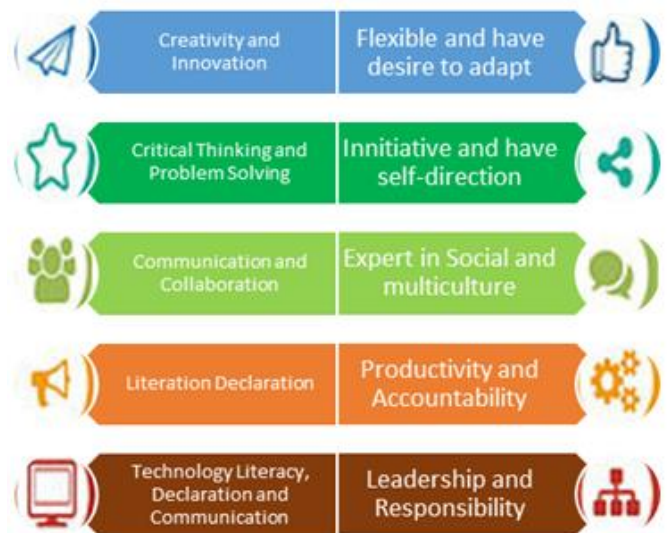 Creativity and
Innovation
Flexible and have
desire to adapt
Critical Thinking and
Problem Solving
Innitiative and have
self-direction
Communication and
Collaboration
Expert in Social and
multiculture
Literation Declaration
Productivity and
Accountability
Technology Literacy,
Declaration and
Communication
Leadership and
Responsibility